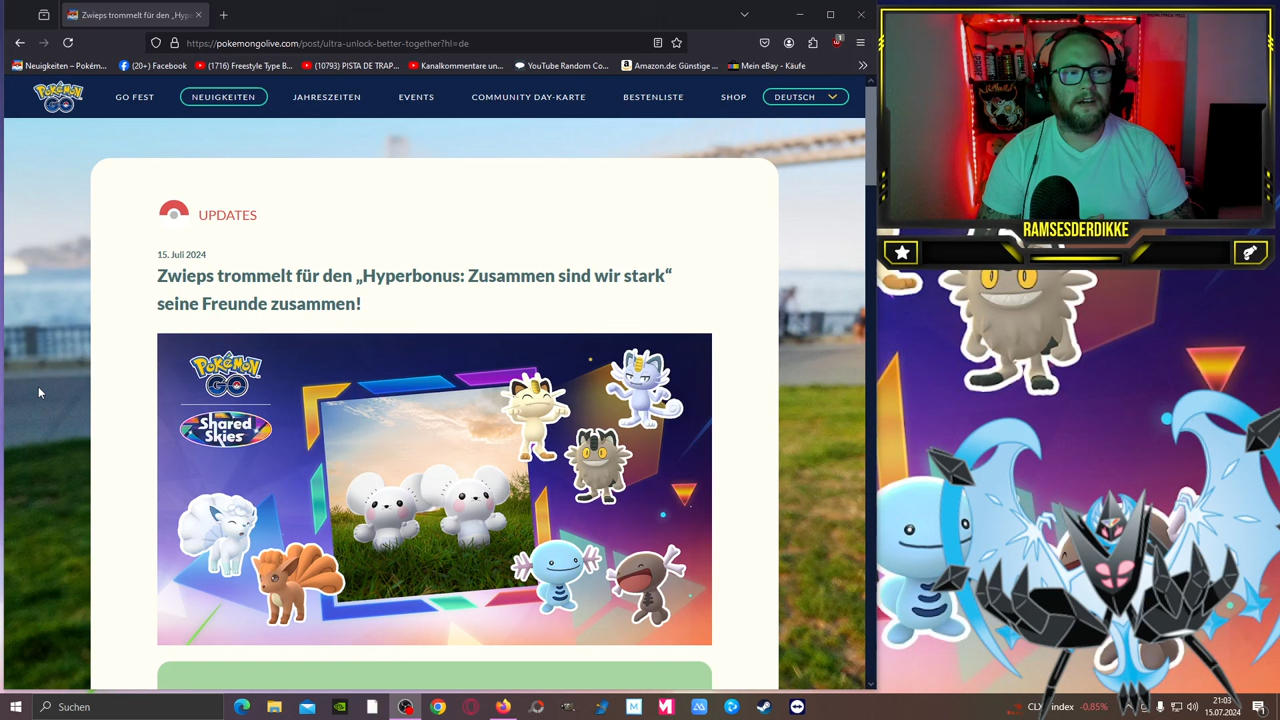 Zwieps trommelt für den „Hype
https://pokemongolive.com/post/ultra-unlock-better-together?hl=de
Neuigkeiten – Pokém...
(20+) Facebook
(1716) Freestyle Type B...
(10793) PISTA DE TRAP...
Kanalkommentare un...
YouTube Random Co...
Amazon.de: Günstige ...
Mein eBay - Käufe
POKÉMON GO
GO FEST
NEUIGKEITEN
JAHRESZEITEN
EVENTS
COMMUNITY DAY-KARTE
BESTENLISTE
SHOP
DEUTSCH
UPDATES
15. Juli 2024
Zwieps trommelt für den „Hyperbonus: Zusammen sind wir stark“
seine Freunde zusammen!
POKÉMON GO
Shared
Skies
RAMSESDERDIKKE
Suchen
index
-0.85%
21:03
15.07.2024